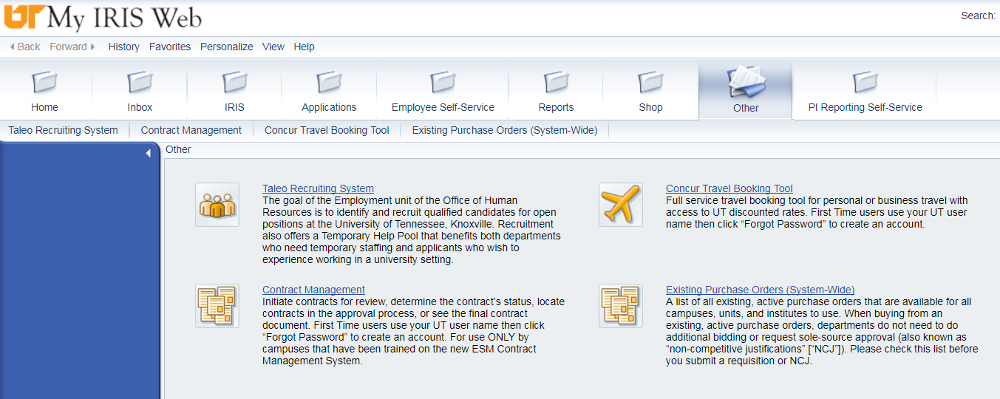 UT My IRIS Web
Search:
Back Forward History Favorites Personalize View Help
Home Inbox IRIS Applications Employee Self-Service Reports Shop Other PI Reporting Self-Service
Taleo Recruiting System Contract Management Concur Travel Booking Tool Existing Purchase Orders (System-Wide)
Other
Taleo Recruiting System
The goal of the Employment unit of the Office of Human
Resources is to identify and recruit qualified candidates for open
positions at the University of Tennessee, Knoxville. Recruitment
also offers a Temporary Help Pool that benefits both departments
who need temporary staffing and applicants who wish to
experience working in a university setting.
Concur Travel Booking Tool
Full service travel booking tool for personal or business travel with
access to UT discounted rates. First Time users use your UT user
name then click “Forgot Password” to create an account.
Contract Management
Initiate contracts for review, determine the contract's status, locate
contracts in the approval process, or see the final contract
document. First Time users use your UT user name then click
“Forgot Password” to create an account. For use ONLY by
campuses that have been trained on the new ESM Contract
Management System.
Existing Purchase Orders (System-Wide)
A list of all existing, active purchase orders that are available for all
campuses, units, and institutes to use. When buying from an
existing, active purchase orders, departments do not need to do
additional bidding or request sole-source approval (also known as
“non-competitive justifications” [“NCJ”]). Please check this list before
you submit a requisition or NCJ.